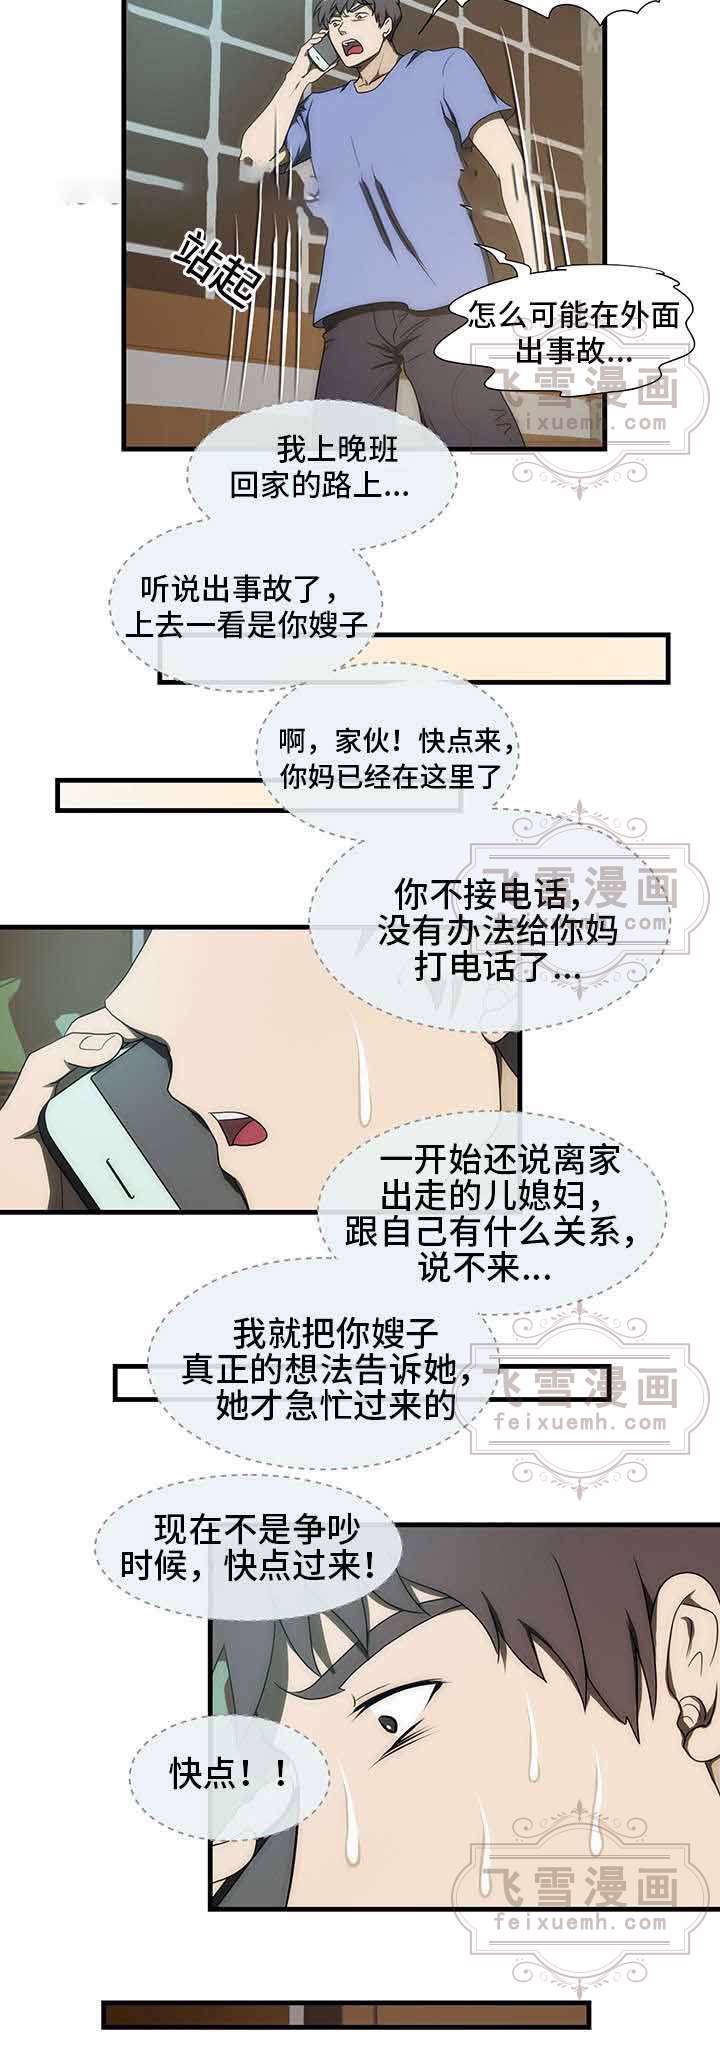 站起
怎么可能在外面
出事故...
飞雪漫画
feixuemh.com
我上晚班
回家的路上...
听说出事故了，
上去一看是你嫂子
啊，家伙！快点来，
你妈已经在这里了
飞雪漫画
feixuemh.com
你不接电话，
没有办法给你妈
打电话了...
一开始还说离家
出走的儿媳妇，
跟自己有什么关系，
说不来...
我就把你嫂子
真正的想法告诉她，
她才急忙过来的
飞雪漫画
feixuemh.com
现在不是争吵
时候，快点过来！
快点！！
飞雪漫画
feixuemh.com